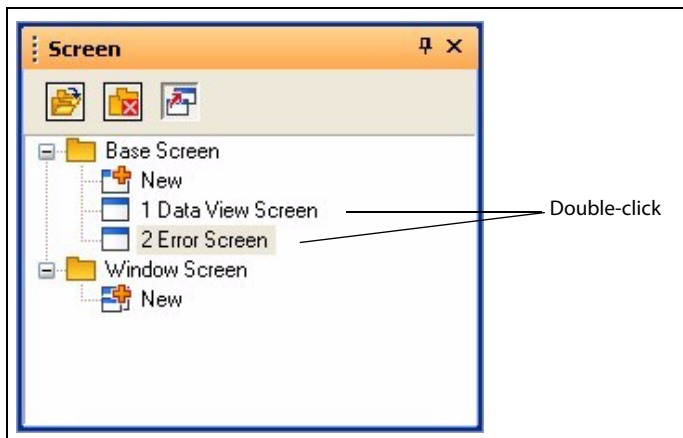 Screen
Base Screen
New
1 Data View Screen
Double-click
2 Error Screen
Window Screen
New